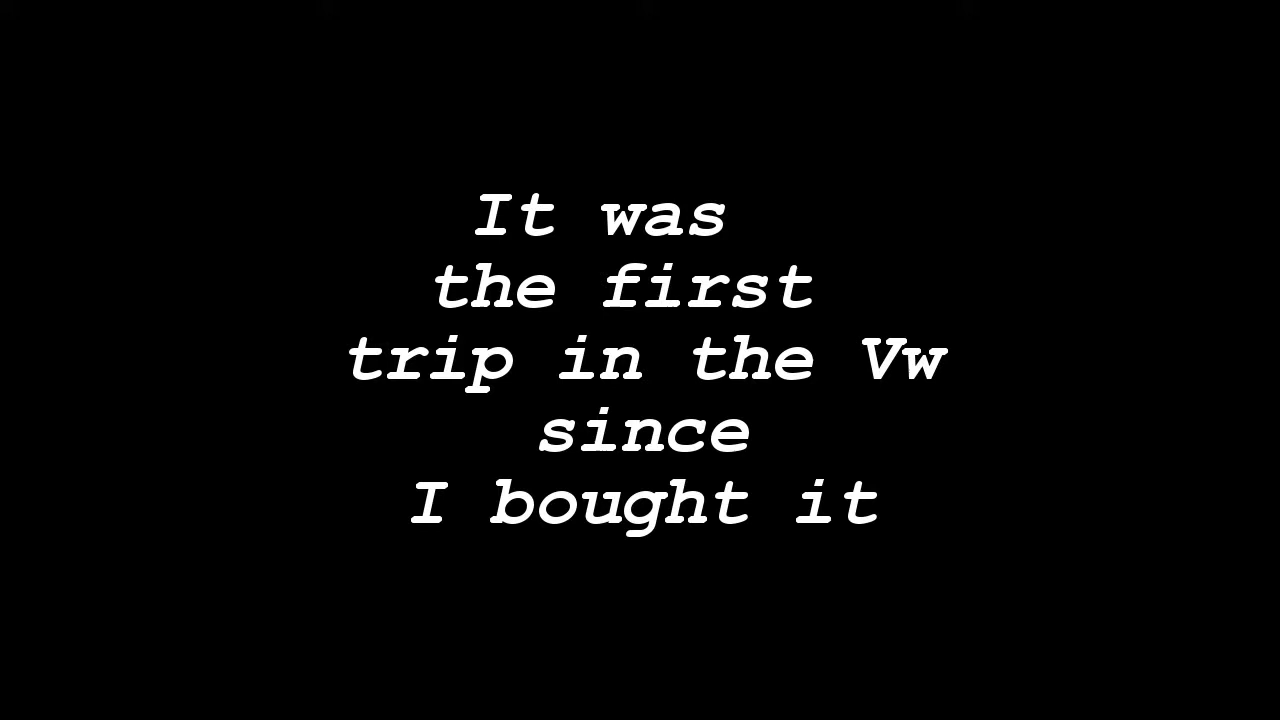 It was
the first
trip in the Vw
since
I bought it